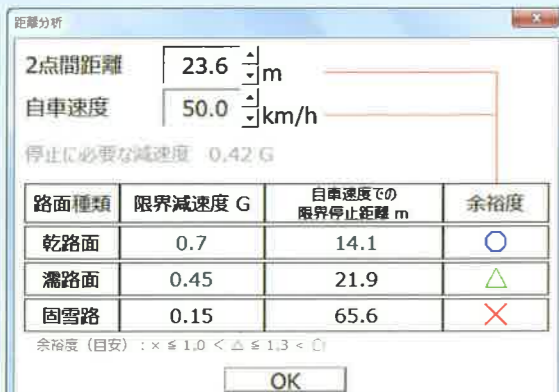 距離分析
2点間距離 23.6 m
自車速度 50.0 km/h
停止に必要な減速度 0.42 G
路面種類 限界減速度 G 自車速度での限界停止距離 m 余裕度
乾路面 0.7 14.1 ○
濡路面 0.45 21.9 △
固雪路 0.15 65.6 ×
余裕度（目安）：× ≦ 1.0 < △ ≦ 1.3 < ○
OK